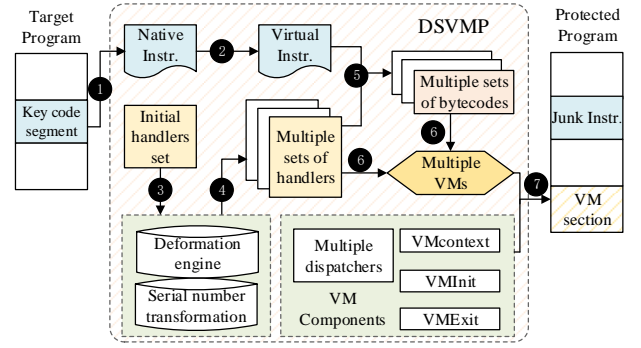 Target
Program
DSVMP
Protected
Program
Native
Instr.
2
Virtual
Instr.
1
5
Multiple sets
of bytecodes
Key code
segment
Initial
handlers
set
Multiple
sets of
handlers
6
6
Multiple
VMs
Junk Instr.
3
4
7
VM
section
Deformation
engine
Serial number
transformation
Multiple
dispatchers
VM
Components
VMcontext
VMInit
VMExit